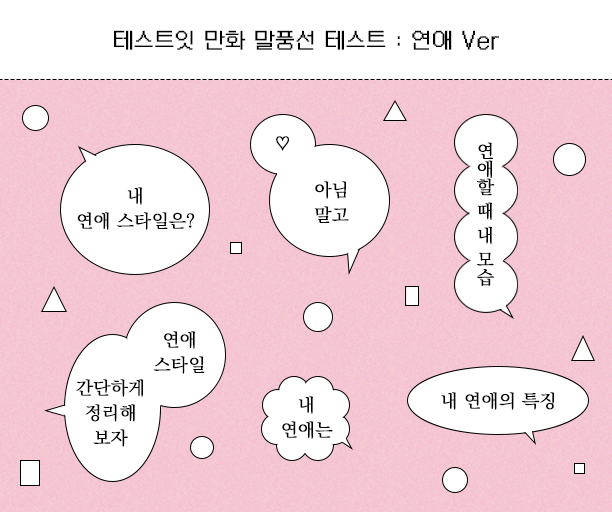 테스트잇 만화 말풍선 테스트 : 연애 Ver
내
연애 스타일은?
♡
아님
말고
연애할 때 내 모습
연애
스타일
간단하게
정리해
보자
내
연애는
내 연애의 특징